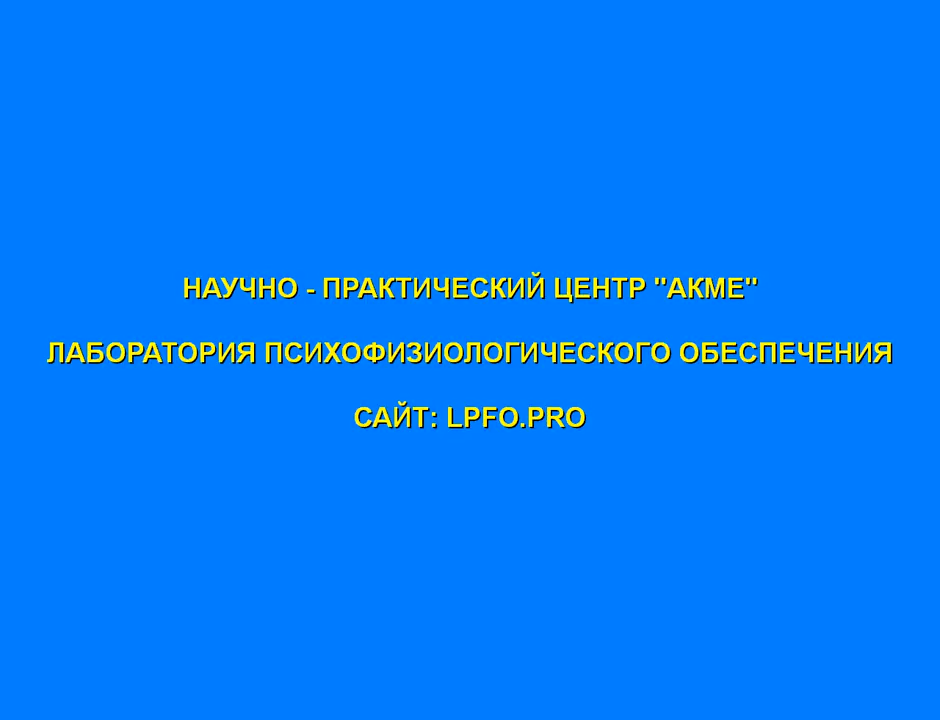 НАУЧНО - ПРАКТИЧЕСКИЙ ЦЕНТР "АКМЕ"
ЛАБОРАТОРИЯ ПСИХОФИЗИОЛОГИЧЕСКОГО ОБЕСПЕЧЕНИЯ
САЙТ: LPFO.PRO